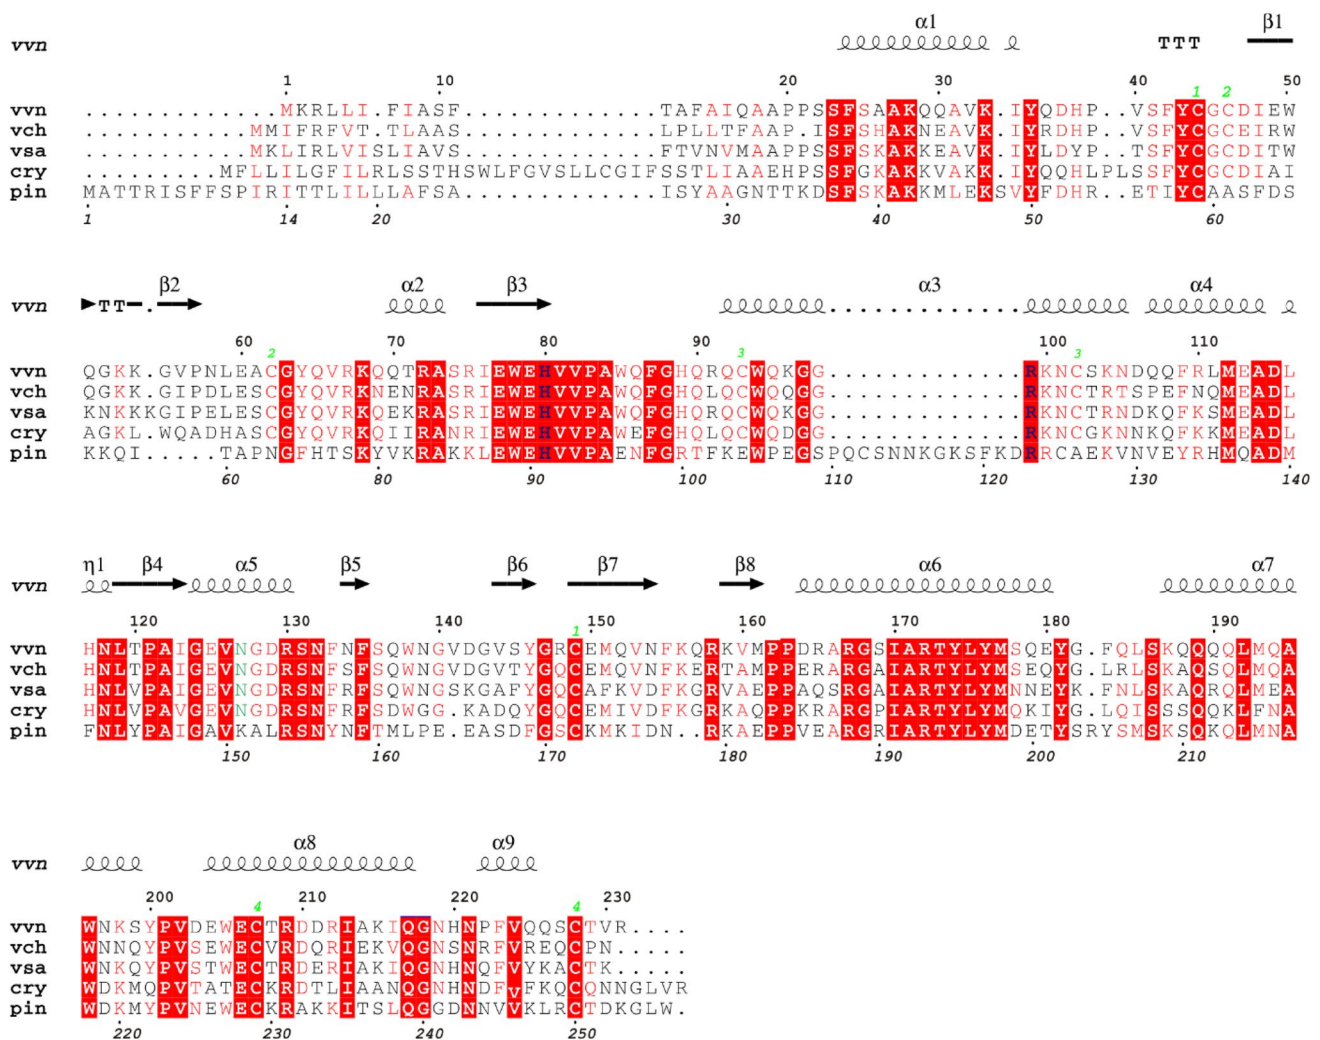 α1 β1
vvn TTT
1 10 20 30 40 1 2 50
vvn ..........‌...MKRLLI.FIASF.............TAFAIQAAPPSSFSAAKQQAVK.IYQDHP..VSFYCGCDIEW
vch ...........MMIFRFVT.TLAAS.............LPLLTFAAP.ISFSHAKNEAVK.IYRDHP..VSFYCGCEIRW
vsa ...........MKLIRLVISLIAVS.............FTVNVMAAPPSSFSKAKKEAVK.IYLDYP..TSFYCGCDITW
cry .........MFLLILGFILRLSSTHSWLFGVSLLCGIFSSTLIAAEHPSSFGKAKKVAKK.IYQQHLPLSSFYCGCDIAI
pin MATTRISFFSPIRITTLILLLAFSA.............ISYAAGNTTKDSFSKAKKMLEKSVYFDHR..ETIYCAASFDS
1 14 20 30 40 50 60
β2 α2 β3 α3 α4
vvn TT .
60 2 70 80 90 3 100 2 110
vvn QGKK.GVPNLEACGYQVRKQQTRASRIEWEHVVPAWQFGHQRQCWQKGG.............RKNCSKNDQQFRLMEADL
vch QGKK.GIPDLESCGYQVRKNENRASRIEWEHVVPAWQFGHQLQCWQQGG.............RKNCTRTSPEFNQMEADL
vsa KNKKKGIPELESCGYQVRKQEKRASRIEWEHVVPAWQFGHQRQCWQKGG.............RKNCTRNDKQFKSMEADL
cry AGKL.WQADHASCGYQVRKQIIRANRIEWEHVVPAWEFGHQLQCWQDGG.............RKNCGKNNKQFKKMEADL
pin KKQI.....TAPNGFHTSKYVKRAKKLEWEHVVPAENFGRTFKEWPEGSPQCSNNKGKSFKDRRCAEKVNVEYRHMQADM
60 80 90 100 110 120 130 140
η1 β4 α5 β5 β6 β7 β8 α6 α7
vvn
120 130 140 1 150 160 170 180 190
vvn HNLTPAIGEVNGDRSNFNFSQWNGVDGVSYGRCEMQVNFKQRKVMPPDRARGSIARTYLYMSQEYG.FQLSKQQQQLMQA
vch HNLVPAIGEVNGDRSNFRFSQWNGVDGVTYGQCEMQVNFKERTAMPPERARGAIARTYLYMSEQYG.LRLSKAQNQLMQA
vsa HNLVPAIGEVNGDRSNFRFSQWNGSKGAFYGQCAFKVDFKGRVAEPPAQSRGAIARTYLYMNNEYK.FNLSKAQRQLMEA
cry HNLVPAVGEVNGDRSNFRFSDWGG.KADQYGQCEMIVDFKGRKAQPPKRARGPIARTYLYMQKIYG.LQISSSQQKLFNA
pin FNLYPAIGAVKALRSNYNFTMLPE.EASDFGSCKMKIDN..RKAEPPVEARGRIARTYLYMDETYSRYSMSKSQKQLMNA
150 160 170 180 190 200 210
α8 α9
vvn
200 4 210 220 4 230
vvn WNKSYPVDEWECTRDDRIAKIQGNHNPFVQQSCTVR....
vch WNNQYPVSEWECVRDQRIEKVQGNSNRFVREQCPN.....
vsa WNKQYPVSTWECTRDERIAKIQGNHNQFVYKACTK.....
cry WDKMQPVTATECKRDTLIAANQGNHNDFVFKQCQNNGLVR
pin WDKMYPVNEWECKRAKKITSLQGGDNNVVKLRCTDKGLW.
220 230 240 250